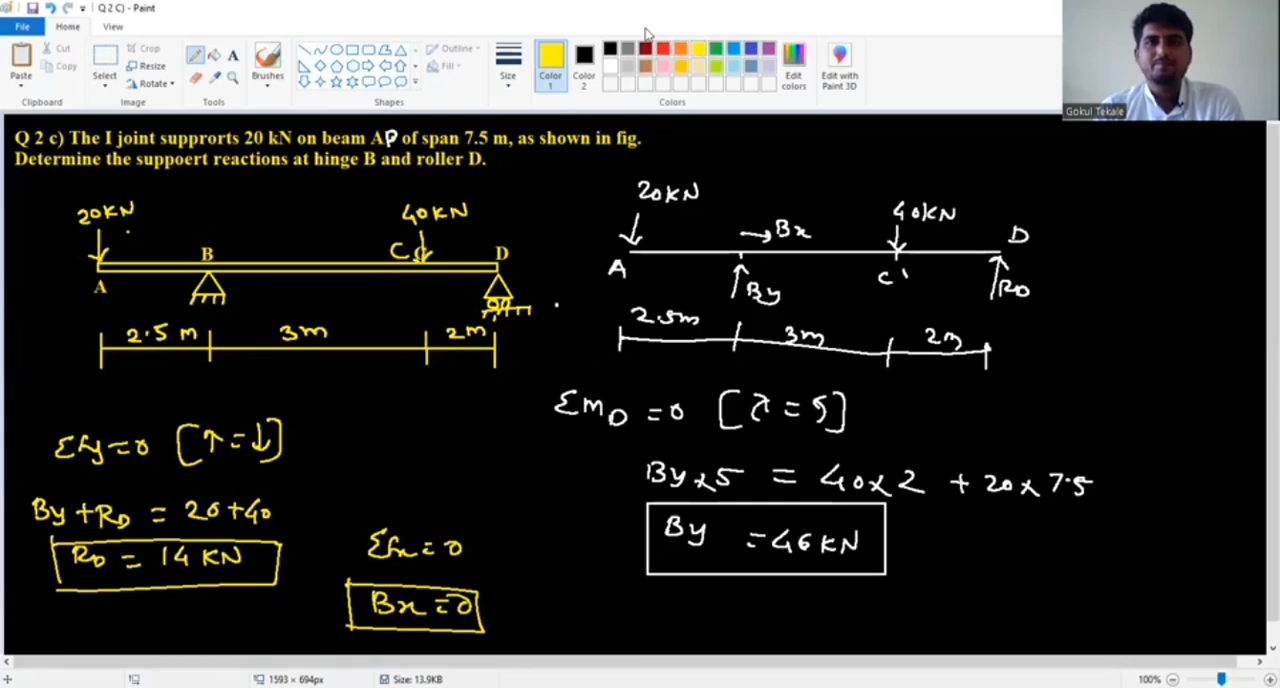 Q 2 C) - Paint
File
Home
View
Paste
Cut
Copy
Clipboard
Select
Crop
Resize
Rotate
Image
Tools
Brushes
Shapes
Outline
Fill
Size
Color 1
Color 2
Colors
Edit colors
Edit with Paint 3D
Gokul Tekale
Q 2 c) The I joint supprorts 20 kN on beam AD of span 7.5 m, as shown in fig.
Determine the suppoert reactions at hinge B and roller D.
20KN
40KN
A
B
C
D
2.5 m
3m
2m
20KN
Bx
40KN
D
A
By
C'
RD
2.5m
3m
2m
ΣMD = 0 [↻ = ↺]
By x 5 = 40 x 2 + 20 x 7.5
By = 46 KN
Σfy = 0 [↑ = ↓]
By + RD = 20 + 40
RD = 14 KN
Σfx = 0
Bx = 0
1593 × 694px
Size: 13.9KB
100%